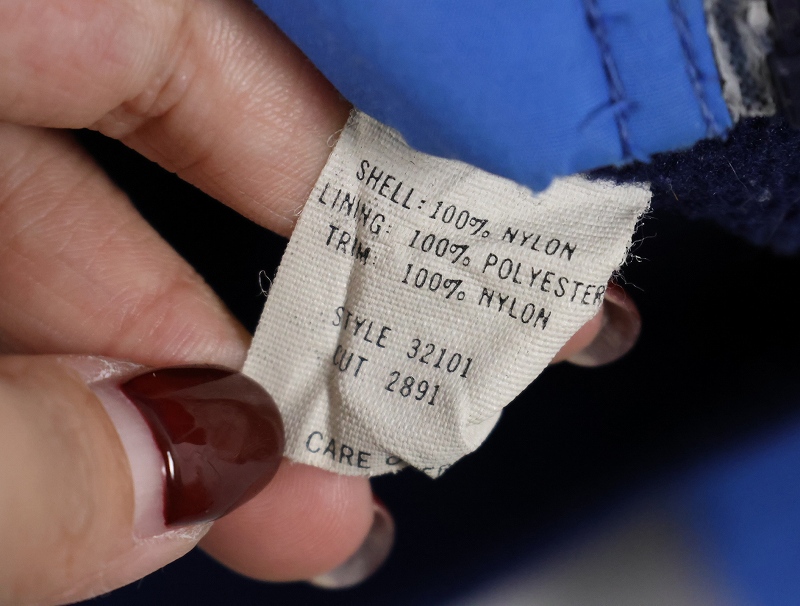 SHELL: 100% NYLON
LINING: 100% POLYESTER
TRIM: 100% NYLON
STYLE 32101
CUT 2891
CARE